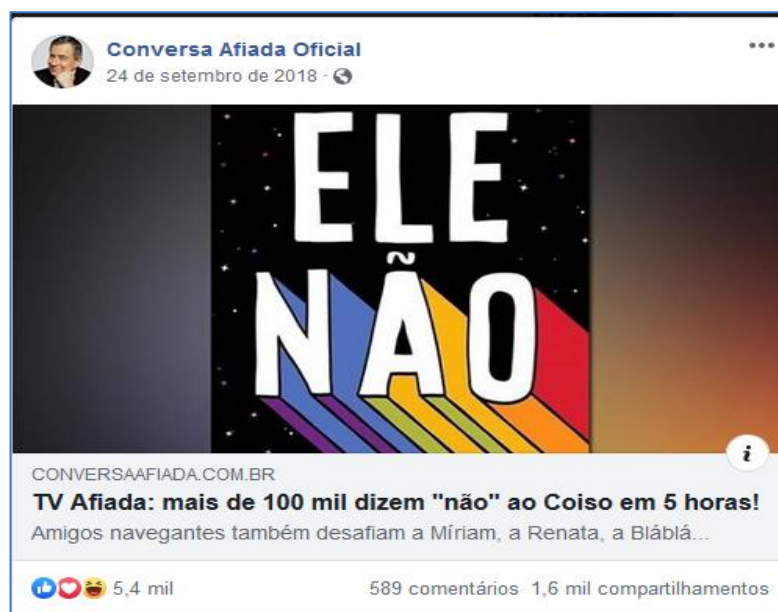 Conversa Afiada Oficial
24 de setembro de 2018 ·
ELE
NÃO
CONVERSAAFIADA.COM.BR
TV Afiada: mais de 100 mil dizem "não" ao Coiso em 5 horas!
Amigos navegantes também desafiam a Míriam, a Renata, a Bláblá...
5,4 mil 589 comentários 1,6 mil compartilhamentos